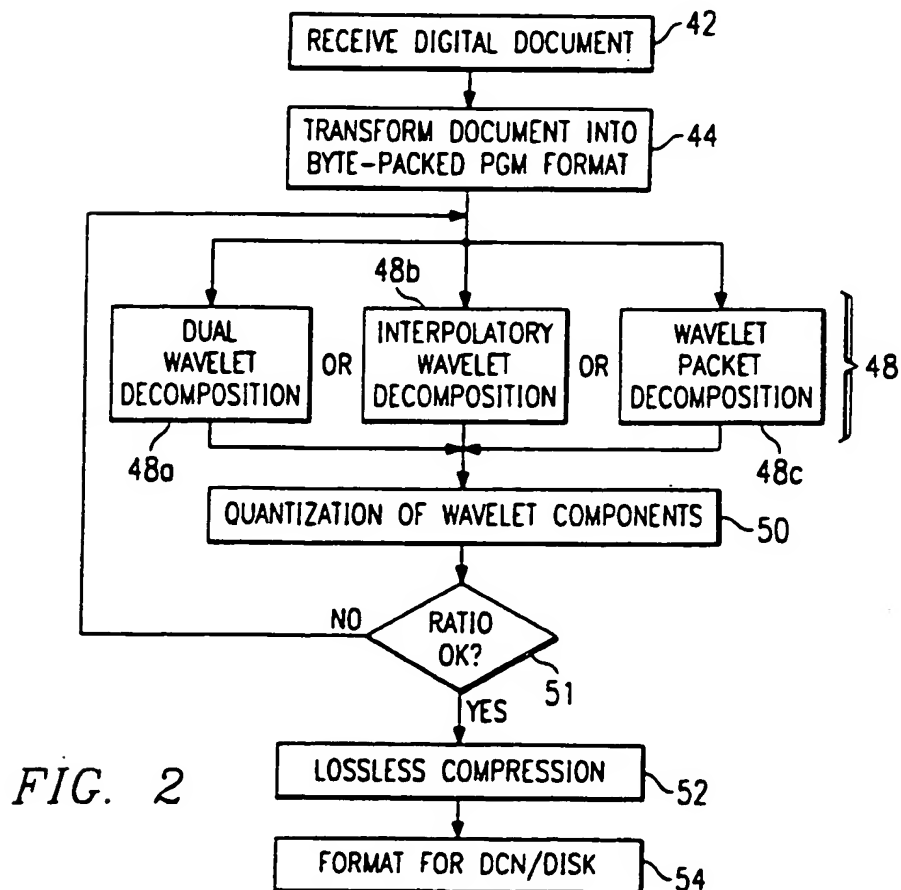 RECEIVE DIGITAL DOCUMENT
42
TRANSFORM DOCUMENT INTO
BYTE-PACKED PGM FORMAT
44
48b
DUAL
WAVELET
DECOMPOSITION
OR
INTERPOLATORY
WAVELET
DECOMPOSITION
OR
WAVELET
PACKET
DECOMPOSITION
48
48a
48c
QUANTIZATION OF WAVELET COMPONENTS
50
NO
RATIO
OK?
51
YES
LOSSLESS COMPRESSION
52
FIG. 2
FORMAT FOR DCN/DISK
54